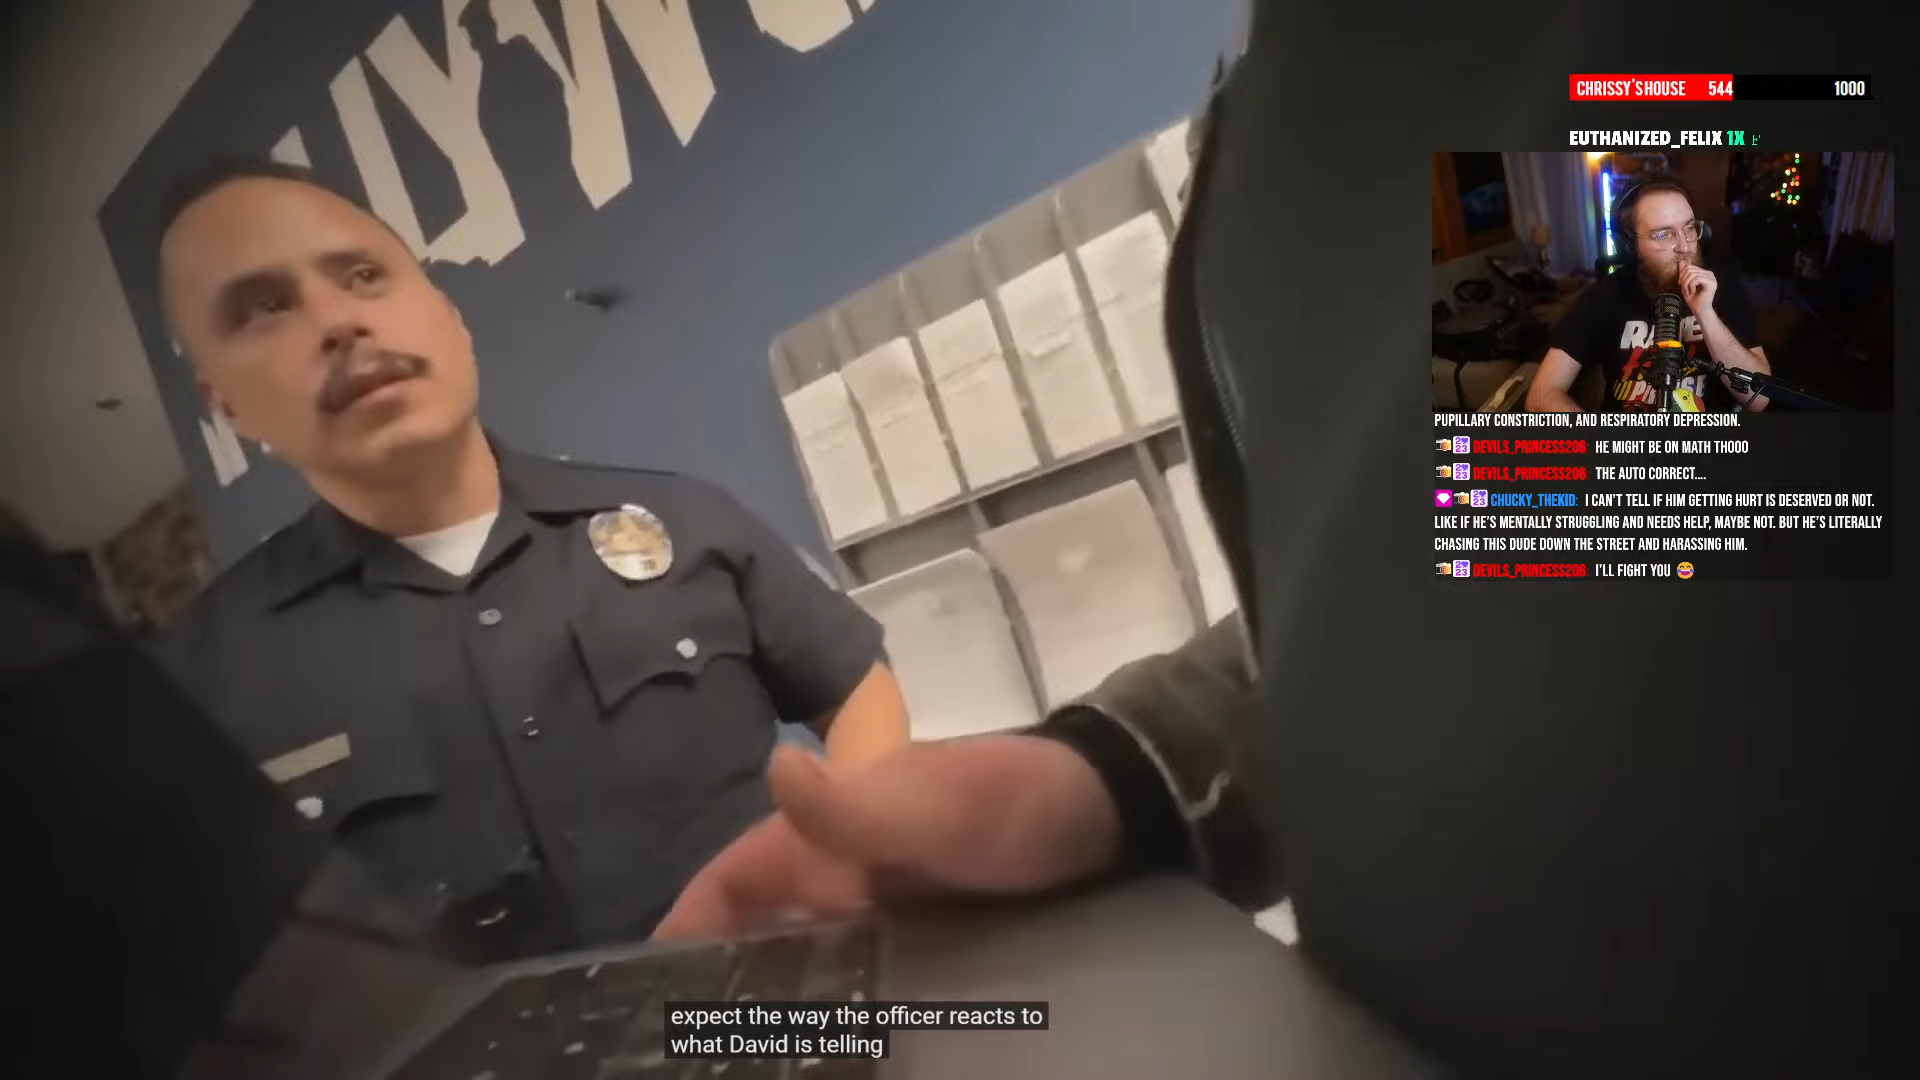 LLYWO
CHRISSY'S HOUSE 544 1000
EUTHANIZED_FELIX 1X
PUPILLARY CONSTRICTION, AND RESPIRATORY DEPRESSION.
DEVILS_PRINCESS206: HE MIGHT BE ON MATH THOOO
DEVILS_PRINCESS206: THE AUTO CORRECT....
CHUCKY_THEKID: I CAN'T TELL IF HIM GETTING HURT IS DESERVED OR NOT.
LIKE IF HE'S MENTALLY STRUGGLING AND NEEDS HELP, MAYBE NOT. BUT HE'S LITERALLY
CHASING THIS DUDE DOWN THE STREET AND HARASSING HIM.
DEVILS_PRINCESS206: I'LL FIGHT YOU 😂
expect the way the officer reacts to
what David is telling